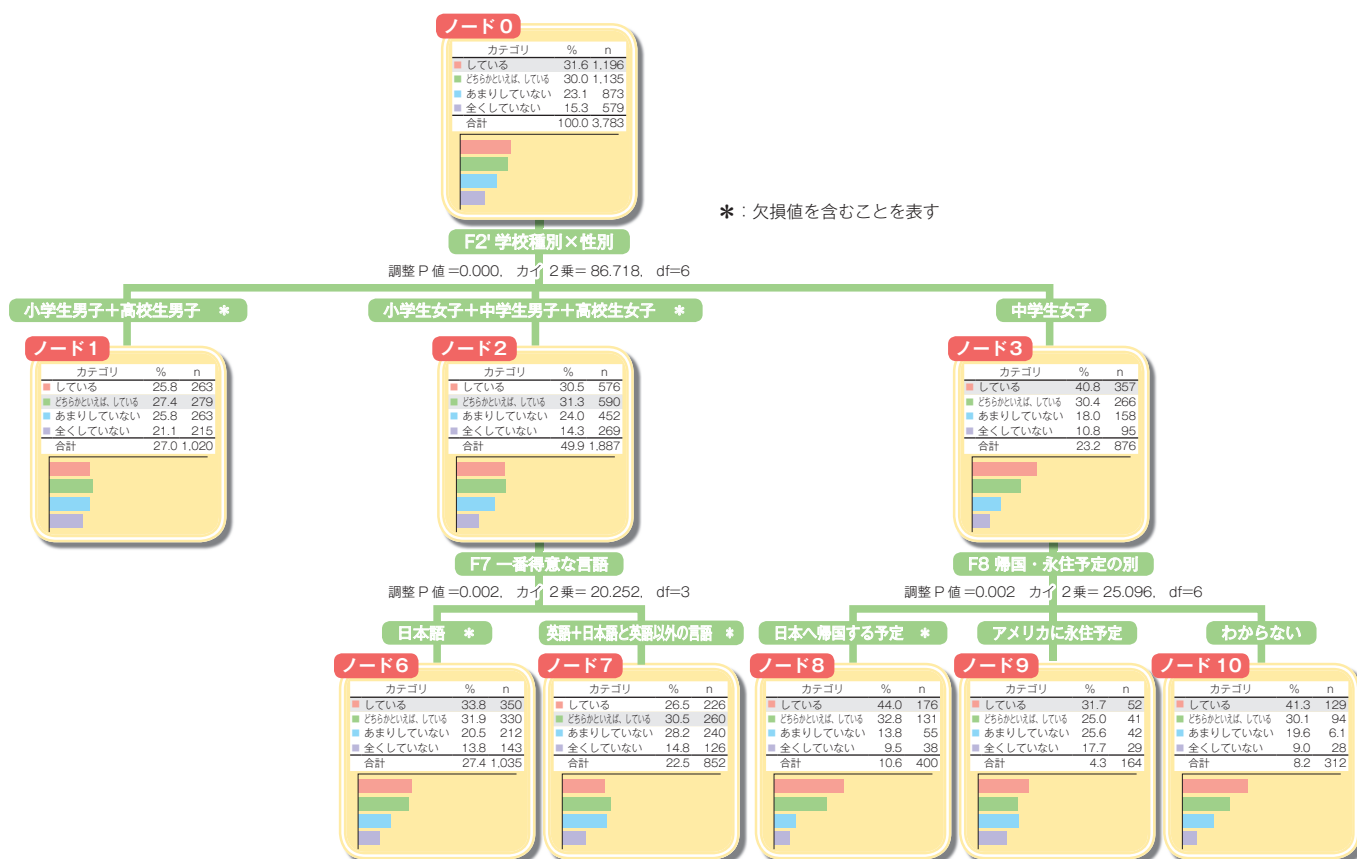 ノード0
カテゴリ % n
している 31.6 1,196
どちらかといえば、している 30.0 1,135
あまりしていない 23.1 873
全くしていない 15.3 579
合計 100.0 3,783
＊：欠損値を含むことを表す
F2' 学校種別×性別
調整P値=0.000, カイ2乗=86.718, df=6
小学生男子＋高校生男子 ＊
小学生女子＋中学生男子＋高校生女子 ＊
中学生女子
ノード1
カテゴリ % n
している 25.8 263
どちらかといえば、している 27.4 279
あまりしていない 25.8 263
全くしていない 21.1 215
合計 27.0 1,020
ノード2
カテゴリ % n
している 30.5 576
どちらかといえば、している 31.3 590
あまりしていない 24.0 452
全くしていない 14.3 269
合計 49.9 1,887
ノード3
カテゴリ % n
している 40.8 357
どちらかといえば、している 30.4 266
あまりしていない 18.0 158
全くしていない 10.8 95
合計 23.2 876
F7 一番得意な言語
調整P値=0.002, カイ2乗=20.252, df=3
F8 帰国・永住予定の別
調整P値=0.002 カイ2乗=25.096, df=6
日本語 ＊
英語＋日本語と英語以外の言語 ＊
日本へ帰国する予定 ＊
アメリカに永住予定
わからない
ノード6
カテゴリ % n
している 33.8 350
どちらかといえば、している 31.9 330
あまりしていない 20.5 212
全くしていない 13.8 143
合計 27.4 1,035
ノード7
カテゴリ % n
している 26.5 226
どちらかといえば、している 30.5 260
あまりしていない 28.2 240
全くしていない 14.8 126
合計 22.5 852
ノード8
カテゴリ % n
している 44.0 176
どちらかといえば、している 32.8 131
あまりしていない 13.8 55
全くしていない 9.5 38
合計 10.6 400
ノード9
カテゴリ % n
している 31.7 52
どちらかといえば、している 25.0 41
あまりしていない 25.6 42
全くしていない 17.7 29
合計 4.3 164
ノード10
カテゴリ % n
している 41.3 129
どちらかといえば、している 30.1 94
あまりしていない 19.6 6.1
全くしていない 9.0 28
合計 8.2 312